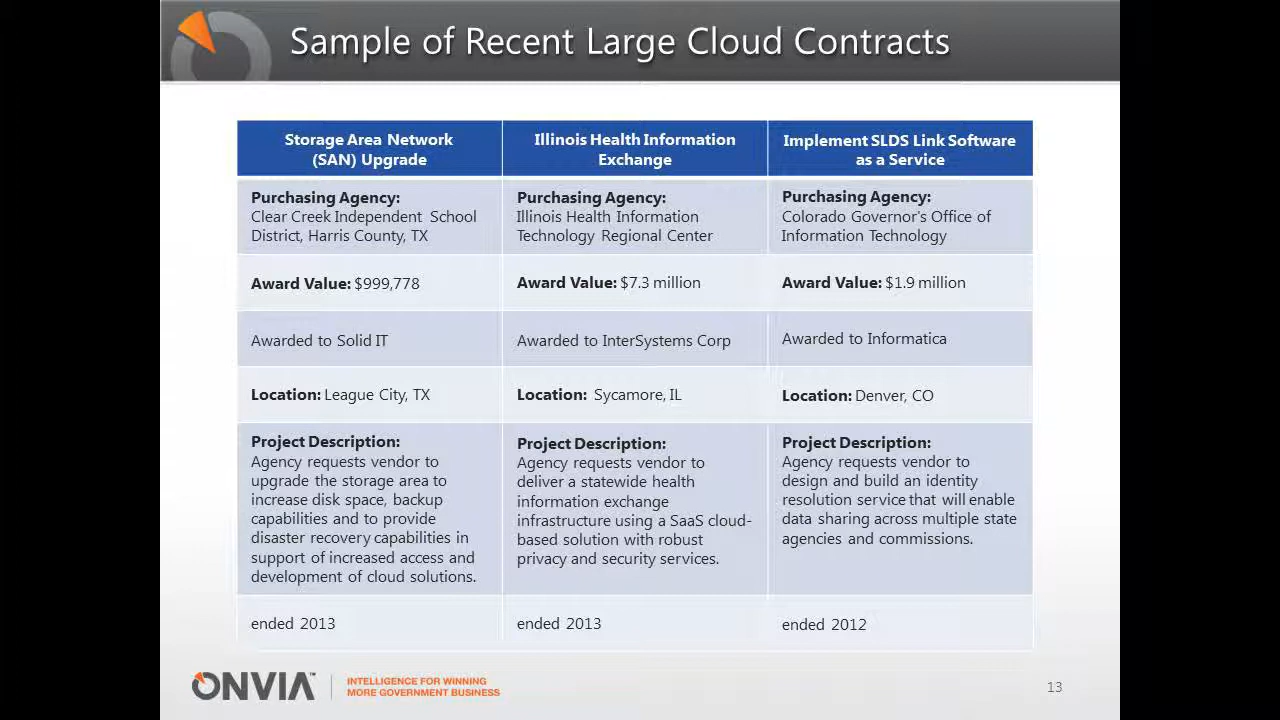 Sample of Recent Large Cloud Contracts
Storage Area Network
(SAN) Upgrade
Illinois Health Information
Exchange
Implement SLDS Link Software
as a Service
Purchasing Agency:
Clear Creek Independent School
District, Harris County, TX
Purchasing Agency:
Illinois Health Information
Technology Regional Center
Purchasing Agency:
Colorado Governor's Office of
Information Technology
Award Value: $999,778
Award Value: $7.3 million
Award Value: $1.9 million
Awarded to Solid IT
Awarded to InterSystems Corp
Awarded to Informatica
Location: League City, TX
Location: Sycamore, IL
Location: Denver, CO
Project Description:
Agency requests vendor to
upgrade the storage area to
increase disk space, backup
capabilities and to provide
disaster recovery capabilities in
support of increased access and
development of cloud solutions.
Project Description:
Agency requests vendor to
deliver a statewide health
information exchange
infrastructure using a SaaS cloud-
based solution with robust
privacy and security services.
Project Description:
Agency requests vendor to
design and build an identity
resolution service that will enable
data sharing across multiple state
agencies and commissions.
ended 2013
ended 2013
ended 2012
ONVIA™
INTELLIGENCE FOR WINNING
MORE GOVERNMENT BUSINESS
13